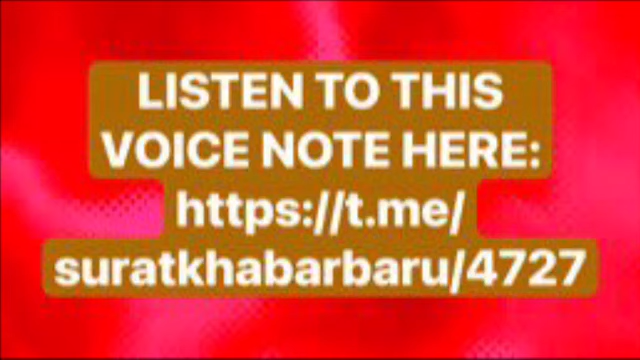 LISTEN TO THIS
VOICE NOTE HERE:
https://t.me/
suratkhabarbaru/4727